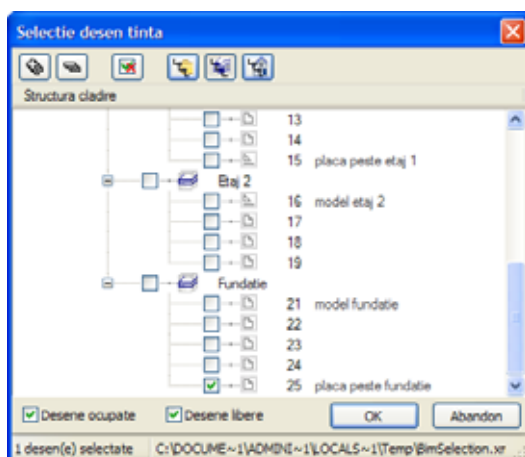 Selectie desen tinta
Structura cladire
13
14
15 placa peste etaj 1
Etaj 2
16 model etaj 2
17
18
19
Fundatie
21 model fundatie
22
23
24
25 placa peste fundatie
Desene ocupate Desene libere OK Abandon
1 desen(e) selectate C:\DOCUME~1\ADMINI~1\LOCALS~1\Temp\BimSelection.xr